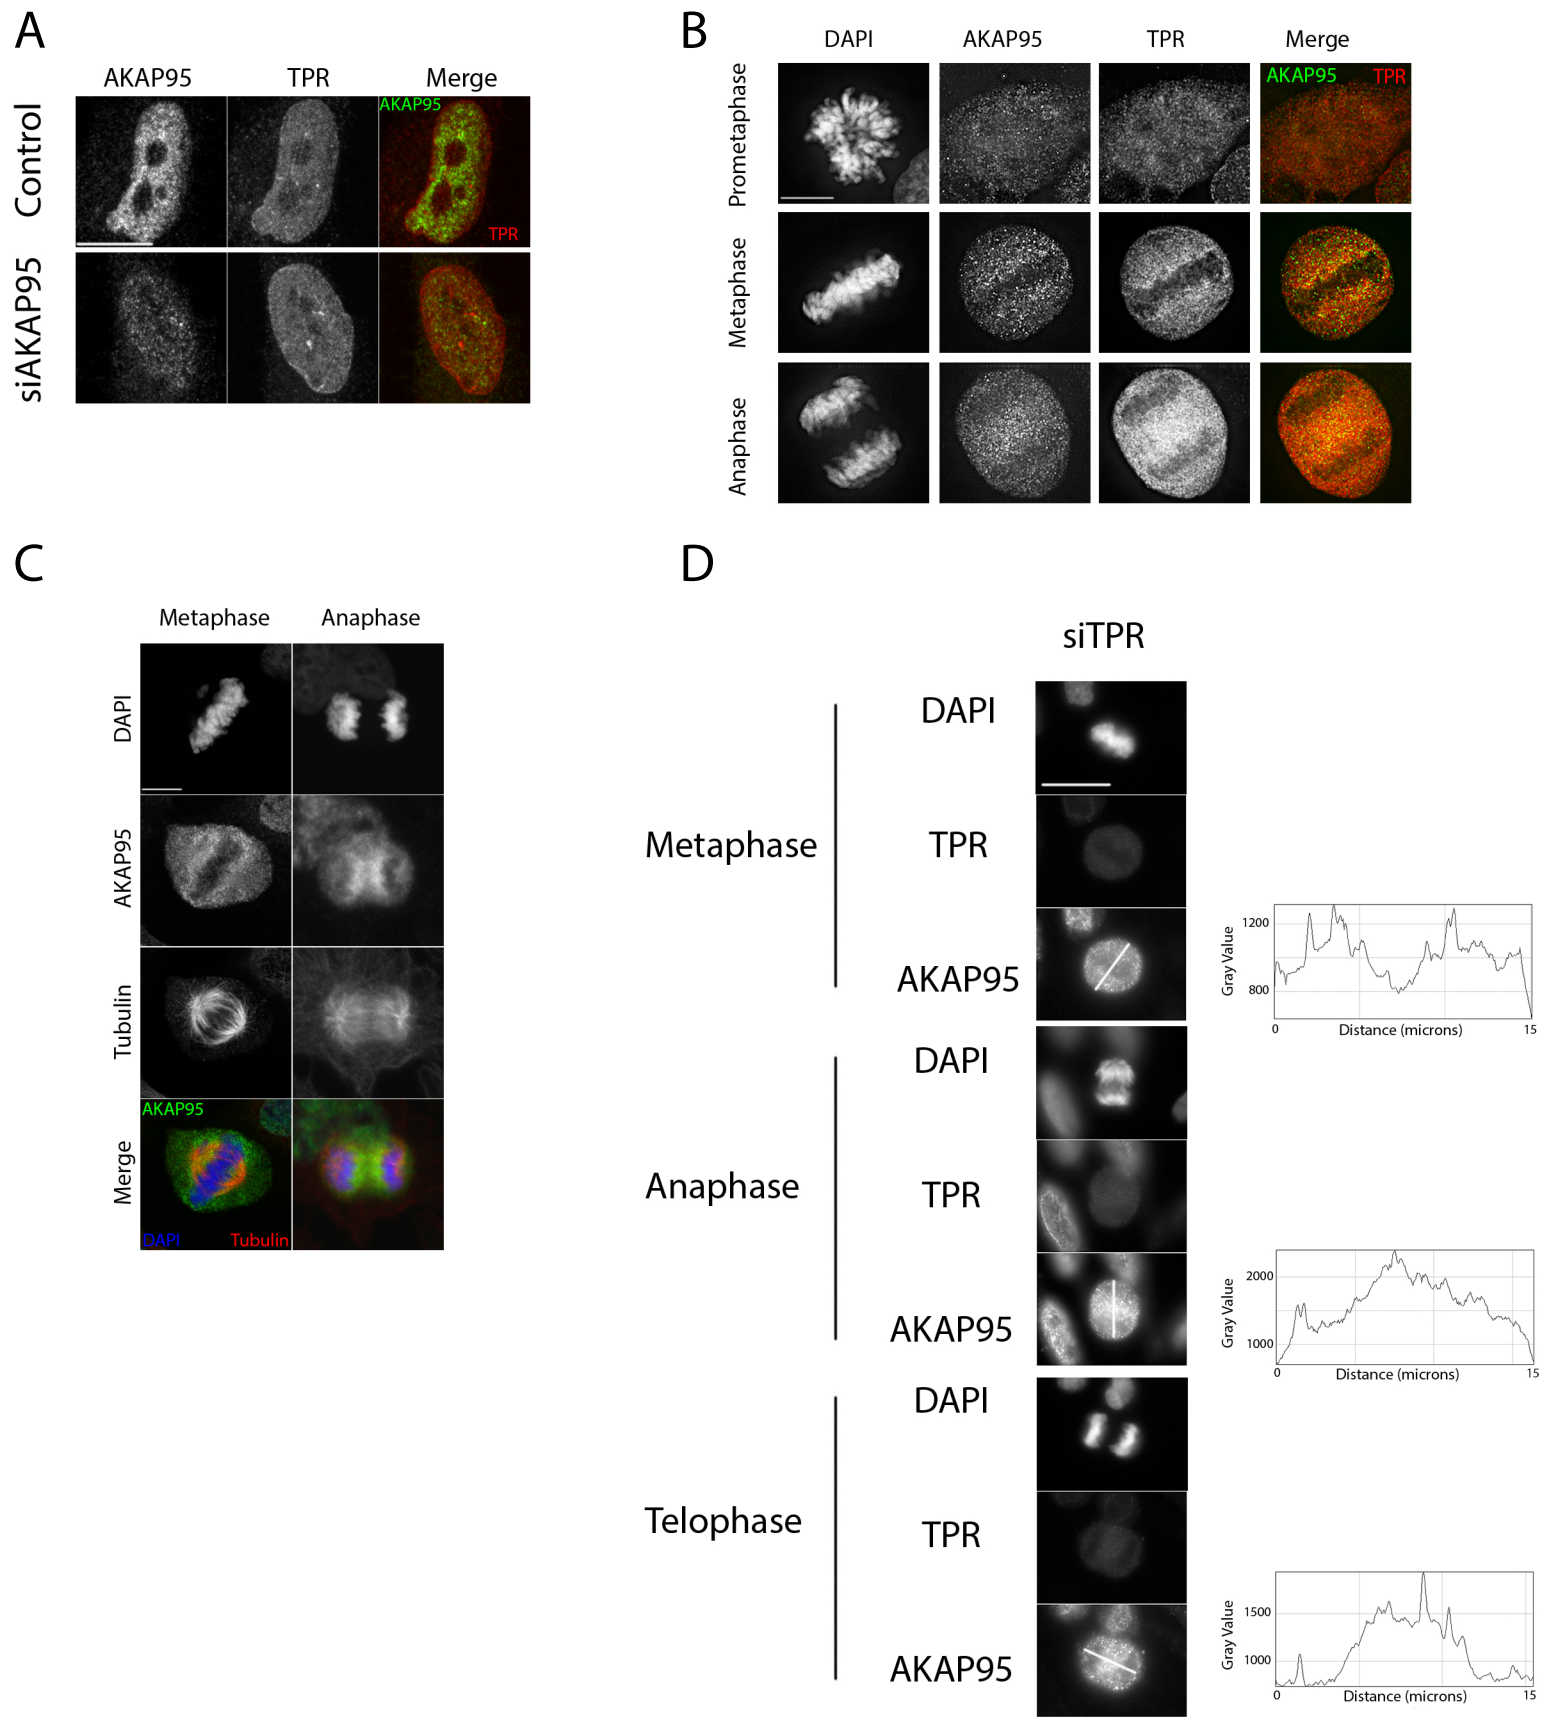 A
AKAP95
TPR
Merge
Control
AKAP95
TPR
siAKAP95
B
DAPI
AKAP95
TPR
Merge
Prometaphase
AKAP95
TPR
Metaphase
Anaphase
C
Metaphase
Anaphase
DAPI
AKAP95
Tubulin
Merge
AKAP95
DAPI
Tubulin
D
siTPR
Metaphase
DAPI
TPR
AKAP95
Gray Value
1200
800
0
Distance (microns)
15
Anaphase
DAPI
TPR
AKAP95
Gray Value
2000
1000
0
Distance (microns)
15
Telophase
DAPI
TPR
AKAP95
Gray Value
1500
1000
0
Distance (microns)
15